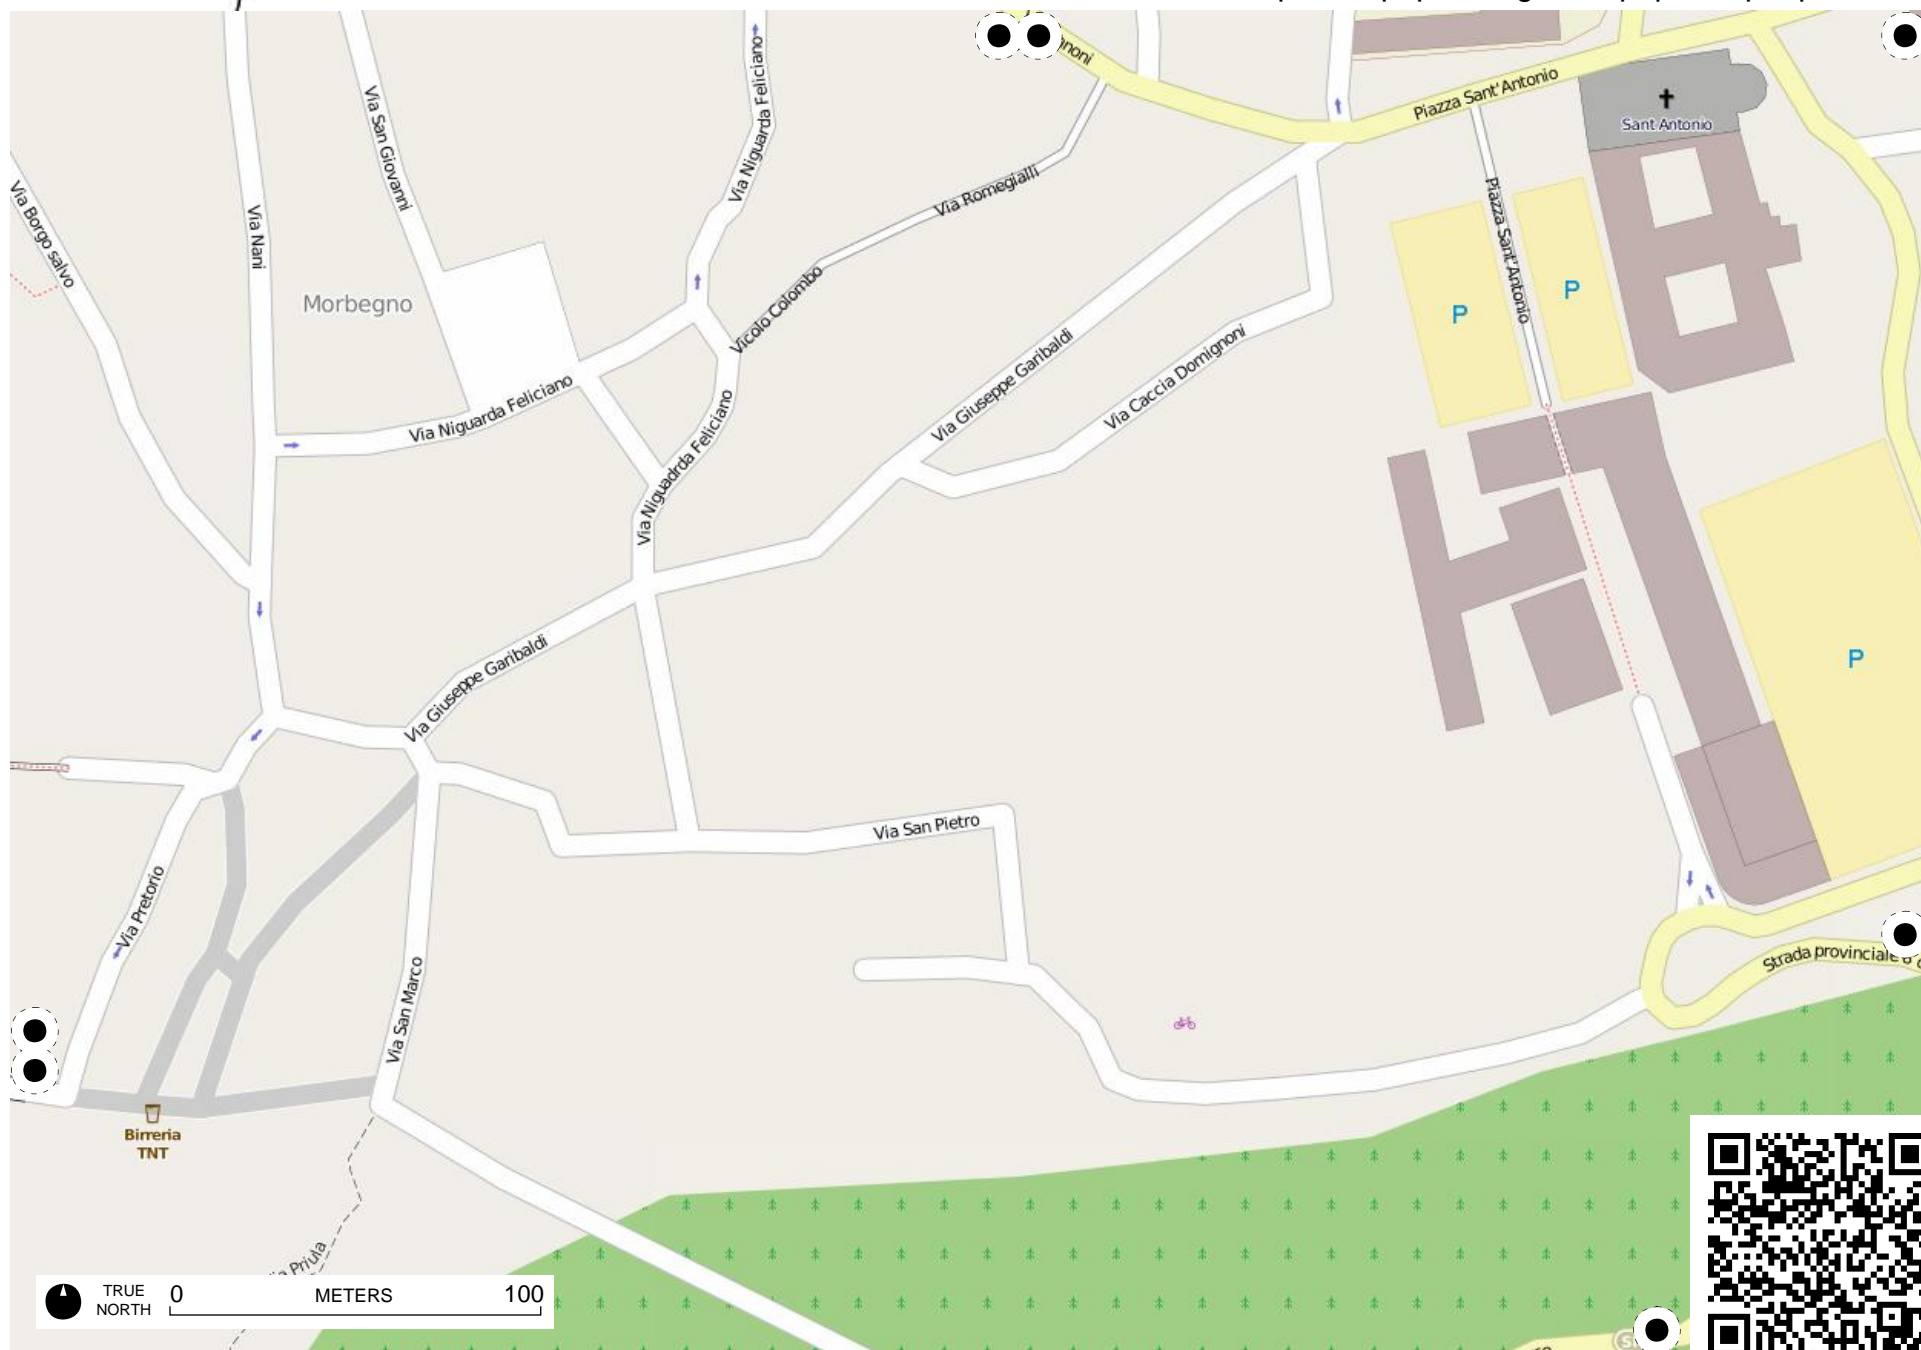 Piazza Sant'Antonio
Sant Antonio
Via San Giovanni
Via Niguarda Feliciano
Via Borgo salvo
Via Nani
Via Romegialli
Piazza Sant'Antonio
Morbegno
Vicolo Colombo
P
P
Via Giuseppe Garibaldi
Via Caccia Domignoni
Via Niguarda Feliciano
Via Niguadrda Feliciano
P
Via Giuseppe Garibaldi
Via San Pietro
Via Pretorio
Via San Marco
Strada provinciale
Birreria
TNT
TRUE
NORTH
0
METERS
100